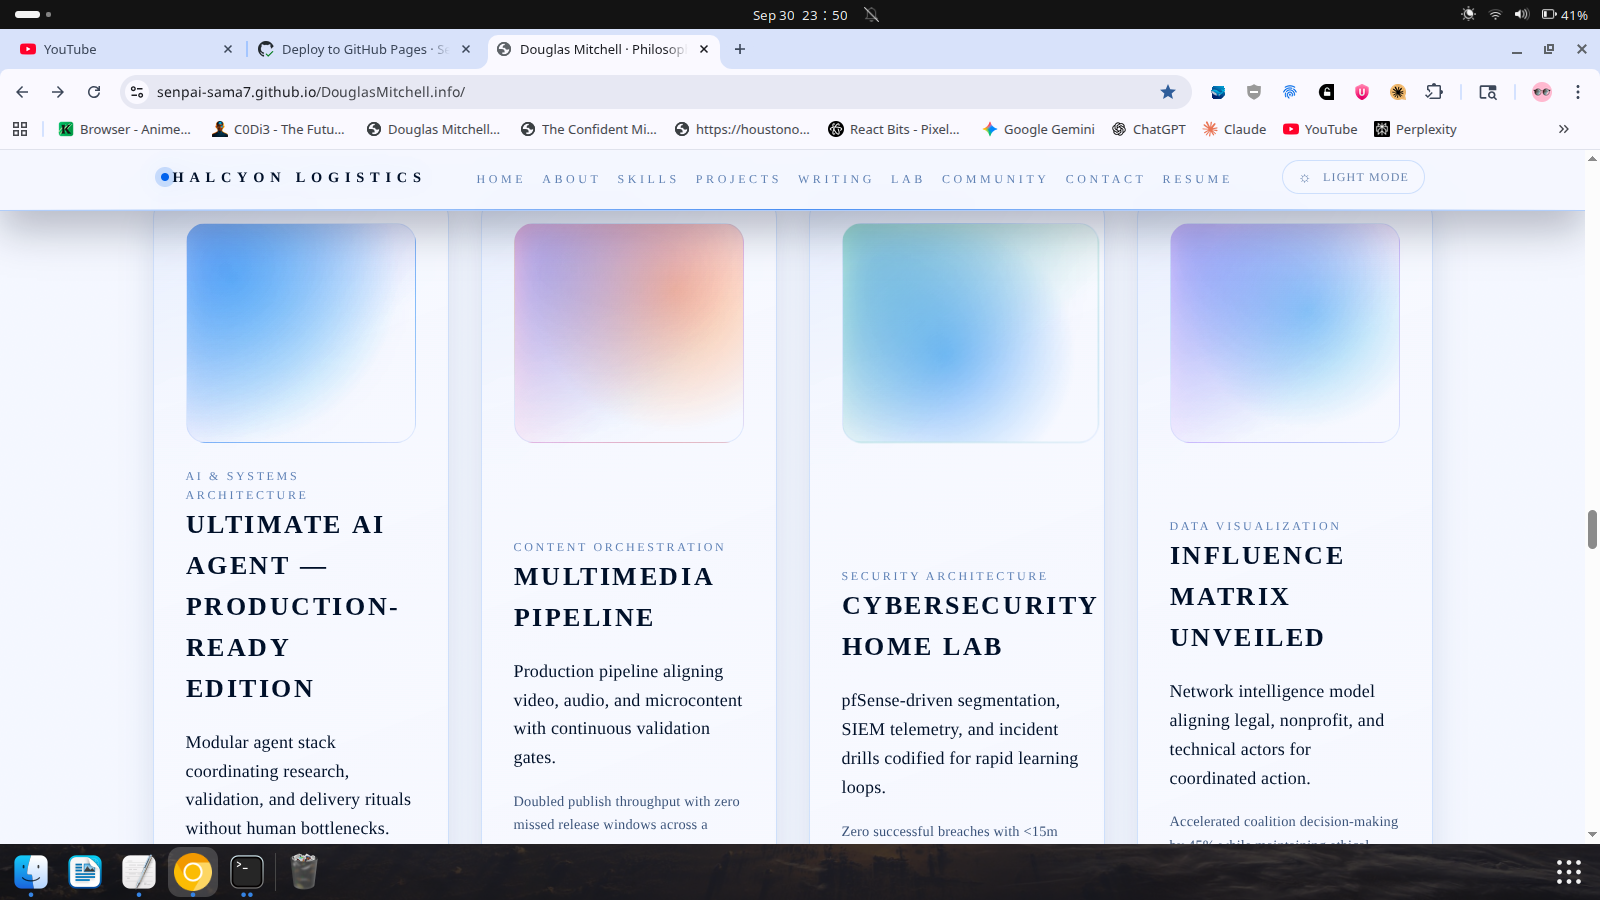 Sep 30 23:50
41%
YouTube
Deploy to GitHub Pages · Se
Douglas Mitchell · Philosop
senpai-sama7.github.io/DouglasMitchell.info/
Browser - Anime...
C0Di3 - The Futu...
Douglas Mitchell...
The Confident Mi...
https://houstono...
React Bits - Pixel...
Google Gemini
ChatGPT
Claude
YouTube
Perplexity
HALCYON LOGISTICS
HOME ABOUT SKILLS PROJECTS WRITING LAB COMMUNITY CONTACT RESUME
LIGHT MODE
AI & SYSTEMS
ARCHITECTURE
ULTIMATE AI
AGENT —
PRODUCTION-
READY
EDITION
Modular agent stack
coordinating research,
validation, and delivery rituals
without human bottlenecks.
CONTENT ORCHESTRATION
MULTIMEDIA
PIPELINE
Production pipeline aligning
video, audio, and microcontent
with continuous validation
gates.
Doubled publish throughput with zero
missed release windows across a
SECURITY ARCHITECTURE
CYBERSECURITY
HOME LAB
pfSense-driven segmentation,
SIEM telemetry, and incident
drills codified for rapid learning
loops.
Zero successful breaches with <15m
DATA VISUALIZATION
INFLUENCE
MATRIX
UNVEILED
Network intelligence model
aligning legal, nonprofit, and
technical actors for
coordinated action.
Accelerated coalition decision-making